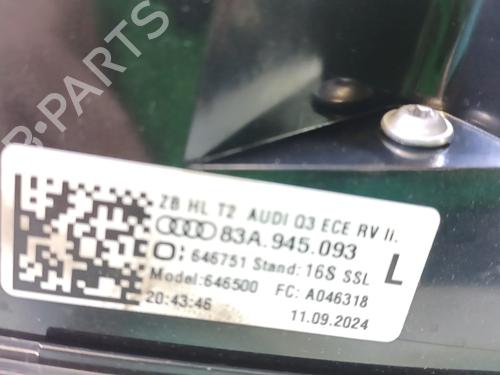 B-PARTS
ZB HL T2 AUDI Q3 ECE RV II.
83A.945.093
O: 646751 Stand: 16S SSL
L
Model:646500 FC: A046318
20:43:46
11.09.2024